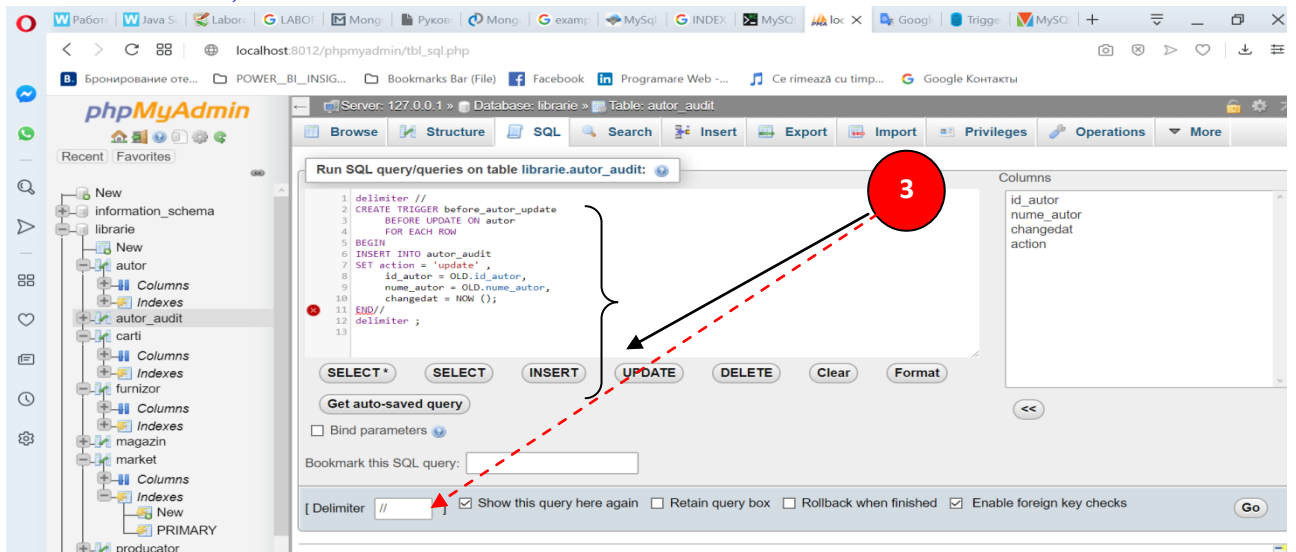 Работ
Java Sc
Labora
LABOR
Mong
Руков
Mong
examp
MySql
INDEX
MySQ
loc
Googl
Trigge
MySQ
localhost:8012/phpmyadmin/tbl_sql.php
Бронирование оте...
POWER__BI__INSIG...
Bookmarks Bar (File)
Facebook
Programare Web -...
Ce rimează cu timp...
Google Контакты
phpMyAdmin
Recent Favorites
New
information_schema
librarie
New
autor
Columns
Indexes
autor_audit
carti
Columns
Indexes
furnizor
Columns
Indexes
magazin
market
Columns
Indexes
New
PRIMARY
producator
Server: 127.0.0.1 » Database: librarie » Table: autor_audit
Browse Structure SQL Search Insert Export Import Privileges Operations More
Run SQL query/queries on table librarie.autor_audit:
1 delimiter //
2 CREATE TRIGGER before_autor_update
3 BEFORE UPDATE ON autor
4 FOR EACH ROW
5 BEGIN
6 INSERT INTO autor_audit
7 SET action = 'update' ,
8 id_autor = OLD.id_autor,
9 nume_autor = OLD.nume_autor,
10 changedat = NOW ();
11 END//
12 delimiter ;
13
3
Columns
id_autor
nume_autor
changedat
action
SELECT * SELECT INSERT UPDATE DELETE Clear Format
Get auto-saved query
<<
Bind parameters
Bookmark this SQL query:
[ Delimiter // ] Show this query here again Retain query box Rollback when finished Enable foreign key checks Go